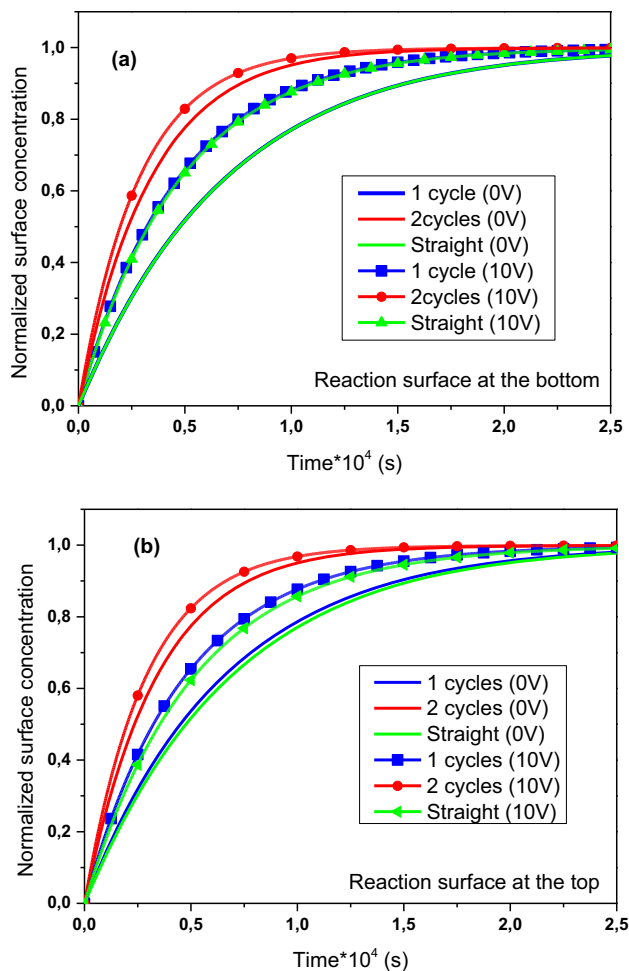 (a)
Normalized surface concentration
1,0
0,8
0,6
0,4
0,2
0,0
1 cycle (0V)
2cycles (0V)
Straight (0V)
1 cycle (10V)
2cycles (10V)
Straight (10V)
Reaction surface at the bottom
0,0 0,5 1,0 1,5 2,0 2,5
Time*10⁴ (s)
(b)
Normalized surface concentration
1,0
0,8
0,6
0,4
0,2
0,0
1 cycles (0V)
2 cycles (0V)
Straight (0V)
1 cycles (10V)
2 cycles (10V)
Straight (10V)
Reaction surface at the top
0,0 0,5 1,0 1,5 2,0 2,5
Time*10⁴ (s)